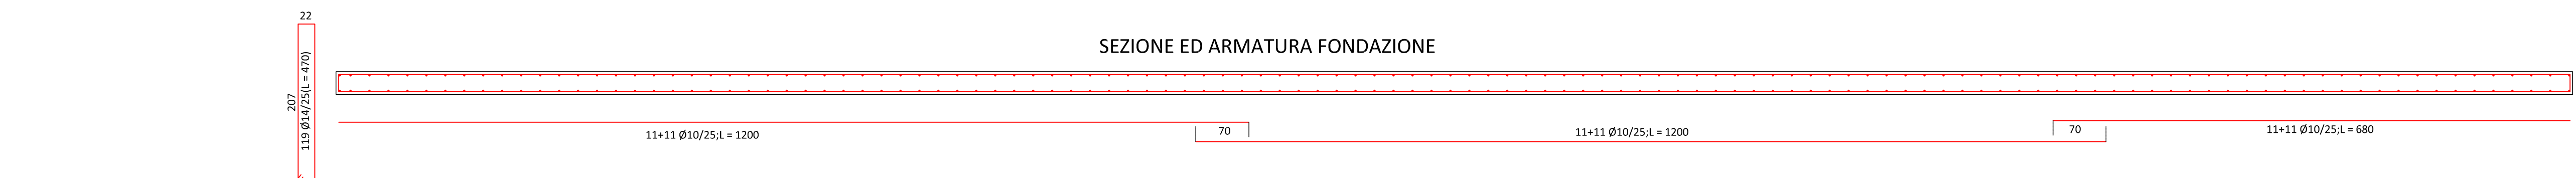 22
SEZIONE ED ARMATURA FONDAZIONE
207
119 Ø14/25(L = 470)
11+11 Ø10/25;L = 1200
70
11+11 Ø10/25;L = 1200
70
11+11 Ø10/25;L = 680